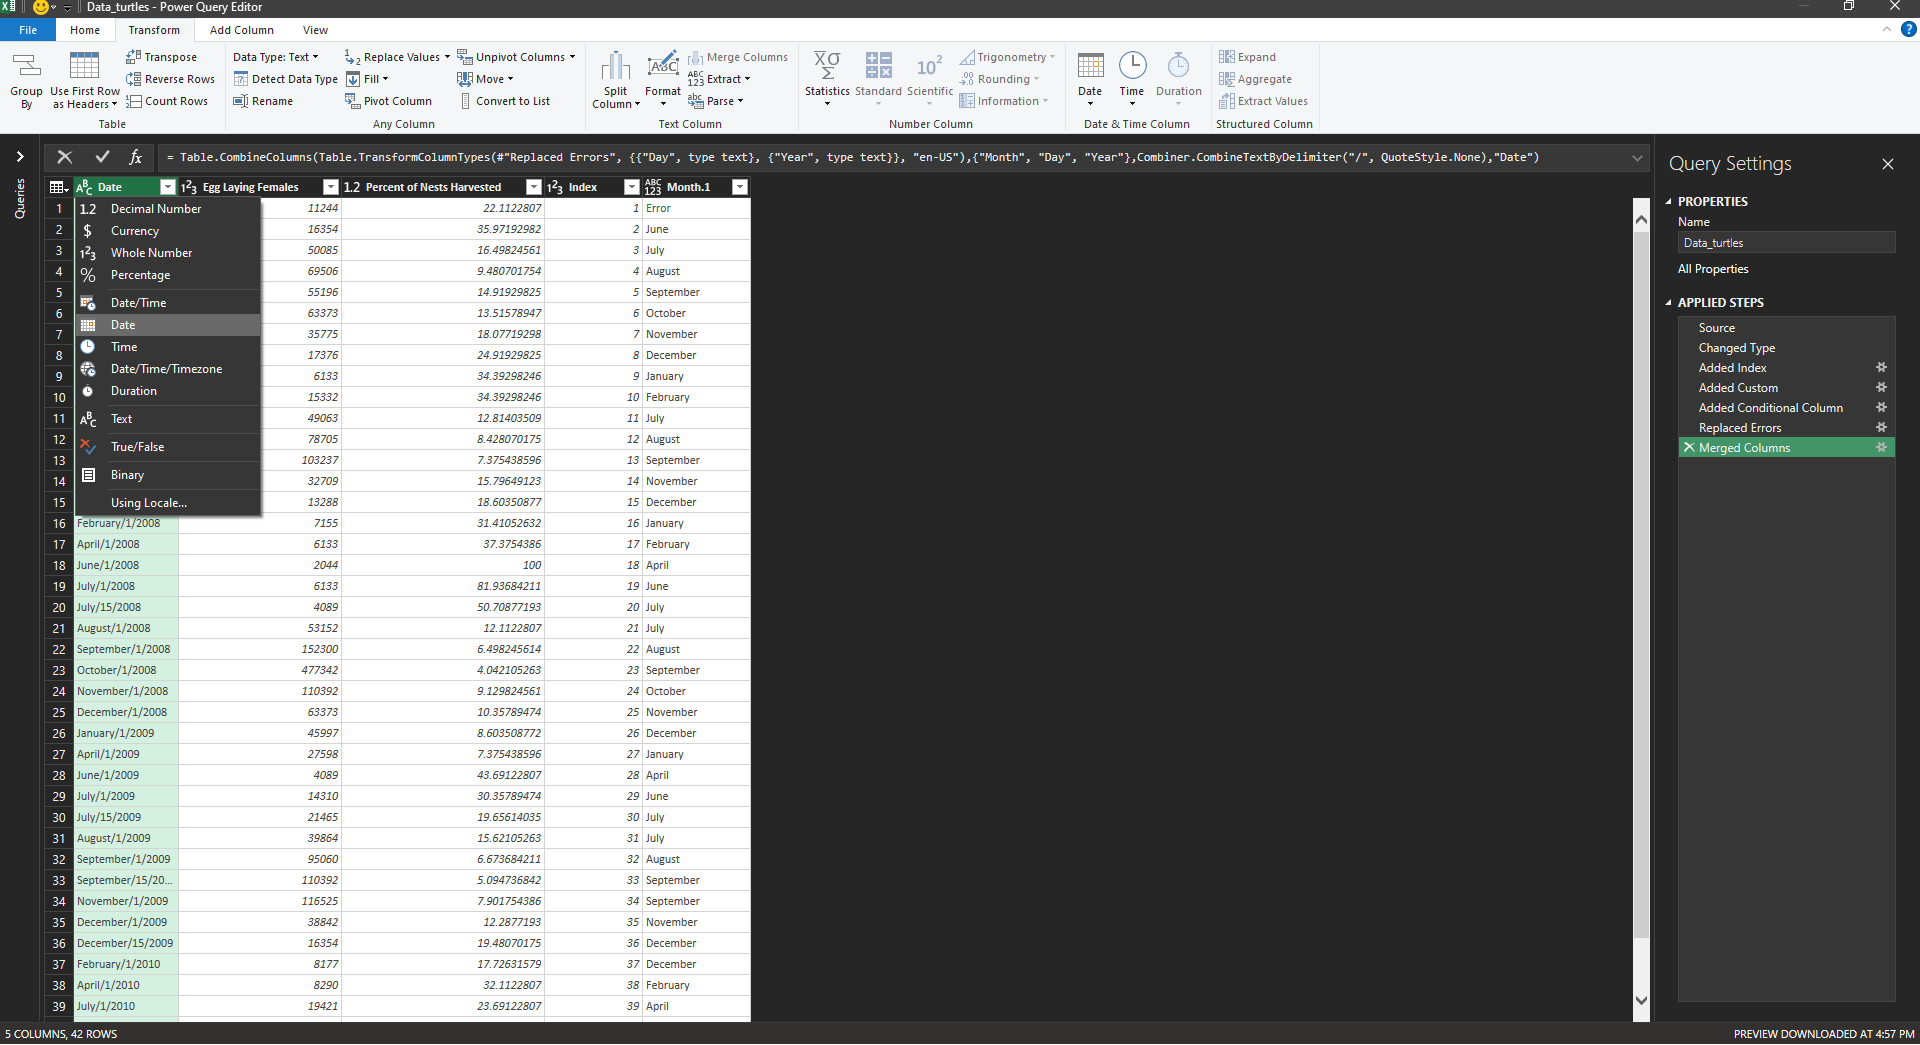 Data_turtles - Power Query Editor
File Home Transform Add Column View
Group By
Use First Row as Headers
Transpose
Reverse Rows
Count Rows
Table
Data Type: Text
Detect Data Type
Rename
Replace Values
Fill
Pivot Column
Unpivot Columns
Move
Convert to List
Any Column
Split Column
Format
Merge Columns
Extract
Parse
Text Column
Statistics
Standard
Scientific
Trigonometry
Rounding
Information
Number Column
Date
Time
Duration
Date & Time Column
Expand
Aggregate
Extract Values
Structured Column
Queries
= Table.CombineColumns(Table.TransformColumnTypes(#"Replaced Errors", {{"Day", type text}, {"Year", type text}}, "en-US"),{"Month", "Day", "Year"},Combiner.CombineTextByDelimiter("/", QuoteStyle.None),"Date")
Date Egg Laying Females 1.2 Percent of Nests Harvested Index Month.1
1.2 Decimal Number
$ Currency
Whole Number
% Percentage
Date/Time
Date
Time
Date/Time/Timezone
Duration
Text
True/False
Binary
Using Locale...
1 11244 22.1122807 1 Error
2 16354 35.97192982 2 June
3 50085 16.49824561 3 July
4 69506 9.480701754 4 August
5 55196 14.91929825 5 September
6 63373 13.51578947 6 October
7 35775 18.07719298 7 November
8 17376 24.91929825 8 December
9 6133 34.39298246 9 January
10 15332 34.39298246 10 February
11 49063 12.81403509 11 July
12 78705 8.428070175 12 August
13 103237 7.375438596 13 September
14 32709 15.79649123 14 November
15 13288 18.60350877 15 December
16 February/1/2008 7155 31.41052632 16 January
17 April/1/2008 6133 37.3754386 17 February
18 June/1/2008 2044 100 18 April
19 July/1/2008 6133 81.93684211 19 June
20 July/15/2008 4089 50.70877193 20 July
21 August/1/2008 53152 12.1122807 21 July
22 September/1/2008 152300 6.498245614 22 August
23 October/1/2008 477342 4.042105263 23 September
24 November/1/2008 110392 9.129824561 24 October
25 December/1/2008 63373 10.35789474 25 November
26 January/1/2009 45997 8.603508772 26 December
27 April/1/2009 27598 7.375438596 27 January
28 June/1/2009 4089 43.69122807 28 April
29 July/1/2009 14310 30.35789474 29 June
30 July/15/2009 21465 19.65614035 30 July
31 August/1/2009 39864 15.62105263 31 July
32 September/1/2009 95060 6.673684211 32 August
33 September/15/20... 110392 5.094736842 33 September
34 November/1/2009 116525 7.901754386 34 September
35 December/1/2009 38842 12.2877193 35 November
36 December/15/2009 16354 19.48070175 36 December
37 February/1/2010 8177 17.72631579 37 December
38 April/1/2010 8290 32.1122807 38 February
39 July/1/2010 19421 23.69122807 39 April
Query Settings
PROPERTIES
Name
Data_turtles
All Properties
APPLIED STEPS
Source
Changed Type
Added Index
Added Custom
Added Conditional Column
Replaced Errors
Merged Columns
5 COLUMNS, 42 ROWS
PREVIEW DOWNLOADED AT 4:57 PM